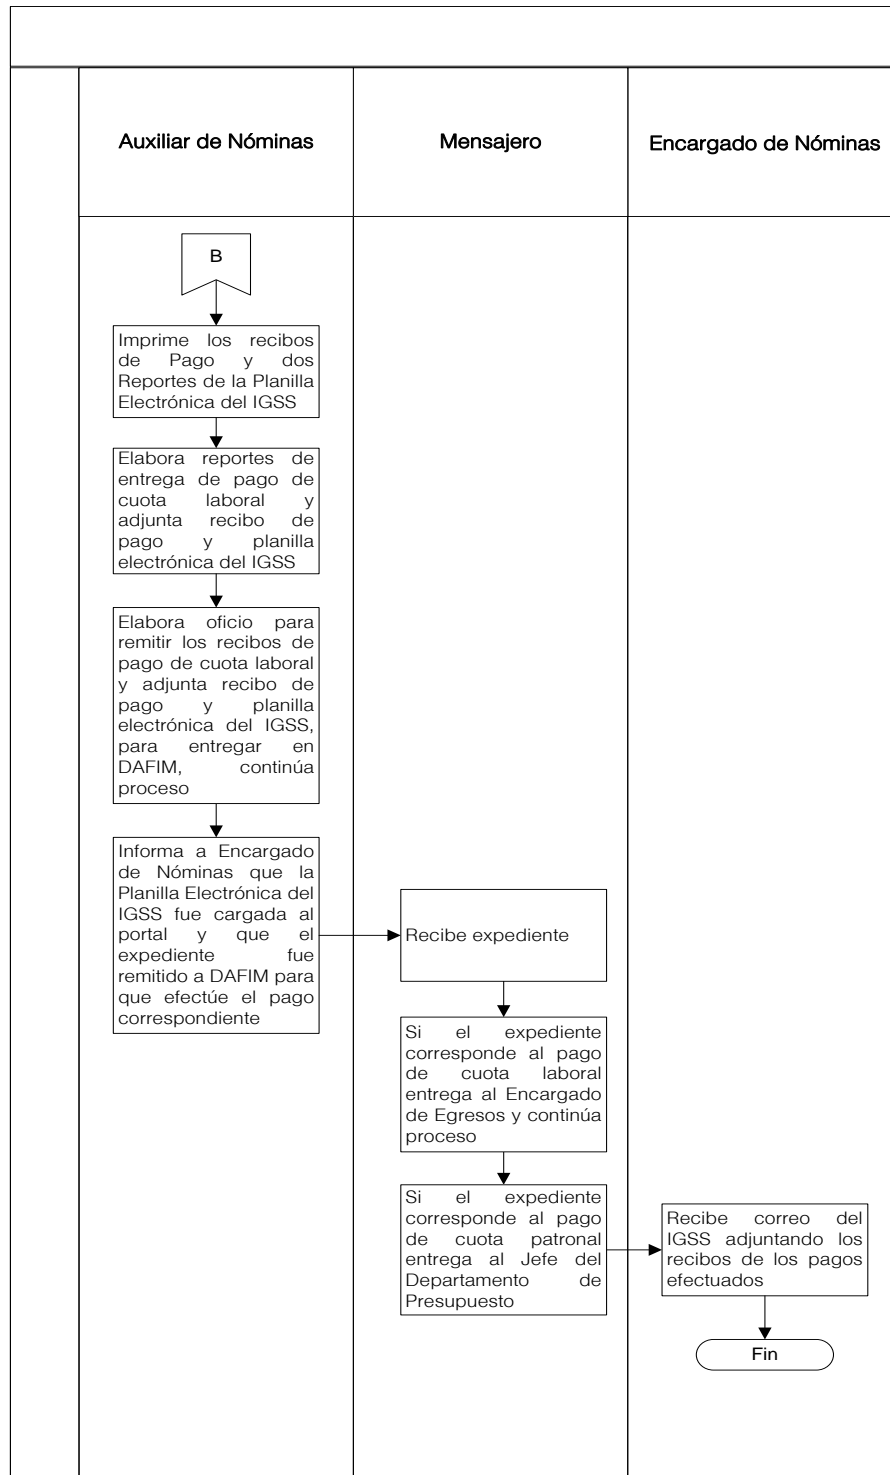 Auxiliar de Nóminas
Mensajero
Encargado de Nóminas
B
Imprime los recibos
de Pago y dos
Reportes de la Planilla
Electrónica del IGSS
Elabora reportes de
entrega de pago de
cuota laboral y
adjunta recibo de
pago y planilla
electrónica del IGSS
Elabora oficio para
remitir los recibos de
pago de cuota laboral
y adjunta recibo de
pago y planilla
electrónica del IGSS,
para entregar en
DAFIM, continúa
proceso
Informa a Encargado
de Nóminas que la
Planilla Electrónica del
IGSS fue cargada al
portal y que el
expediente fue
remitido a DAFIM para
que efectúe el pago
correspondiente
Recibe expediente
Si el expediente
corresponde al pago
de cuota laboral
entrega al Encargado
de Egresos y continúa
proceso
Si el expediente
corresponde al pago
de cuota patronal
entrega al Jefe del
Departamento de
Presupuesto
Recibe correo del
IGSS adjuntando los
recibos de los pagos
efectuados
Fin